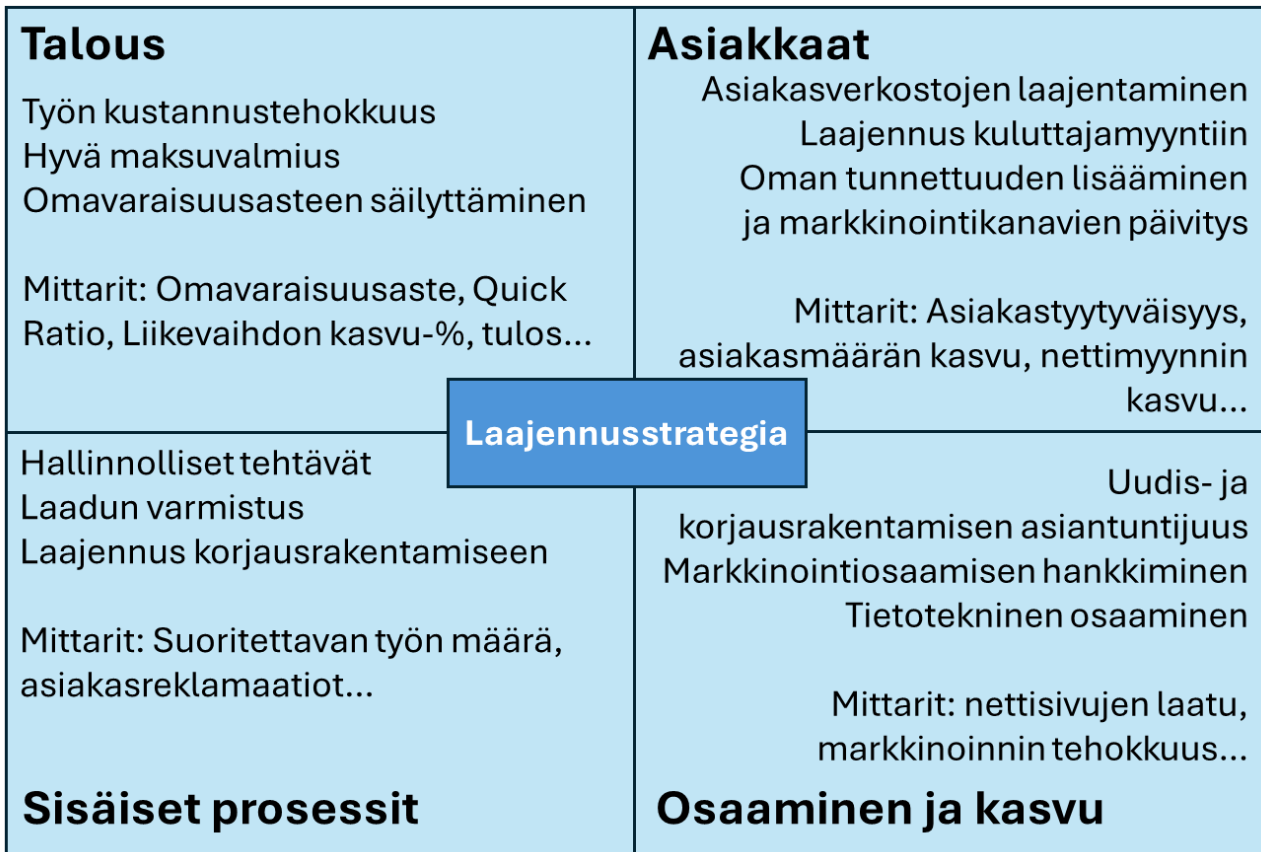 Talous
Työn kustannustehokkuus
Hyvä maksuvalmius
Omavaraisuusasteen säilyttäminen
Mittarit: Omavaraisuusaste, Quick
Ratio, Liikevaihdon kasvu-%, tulos...
Asiakkaat
Asiakasverkostojen laajentaminen
Laajennus kuluttajamyyntiin
Oman tunnettuuden lisääminen
ja markkinointikanavien päivitys
Mittarit: Asiakastyytyväisyys,
asiakasmäärän kasvu, nettimyynnin
kasvu...
Laajennusstrategia
Hallinnolliset tehtävät
Laadun varmistus
Laajennus korjausrakentamiseen
Mittarit: Suoritettavan työn määrä,
asiakasreklamaatiot...
Sisäiset prosessit
Uudis- ja
korjausrakentamisen asiantuntijuus
Markkinointiosaamisen hankkiminen
Tietotekninen osaaminen
Mittarit: nettisivujen laatu,
markkinoinnin tehokkuus...
Osaaminen ja kasvu